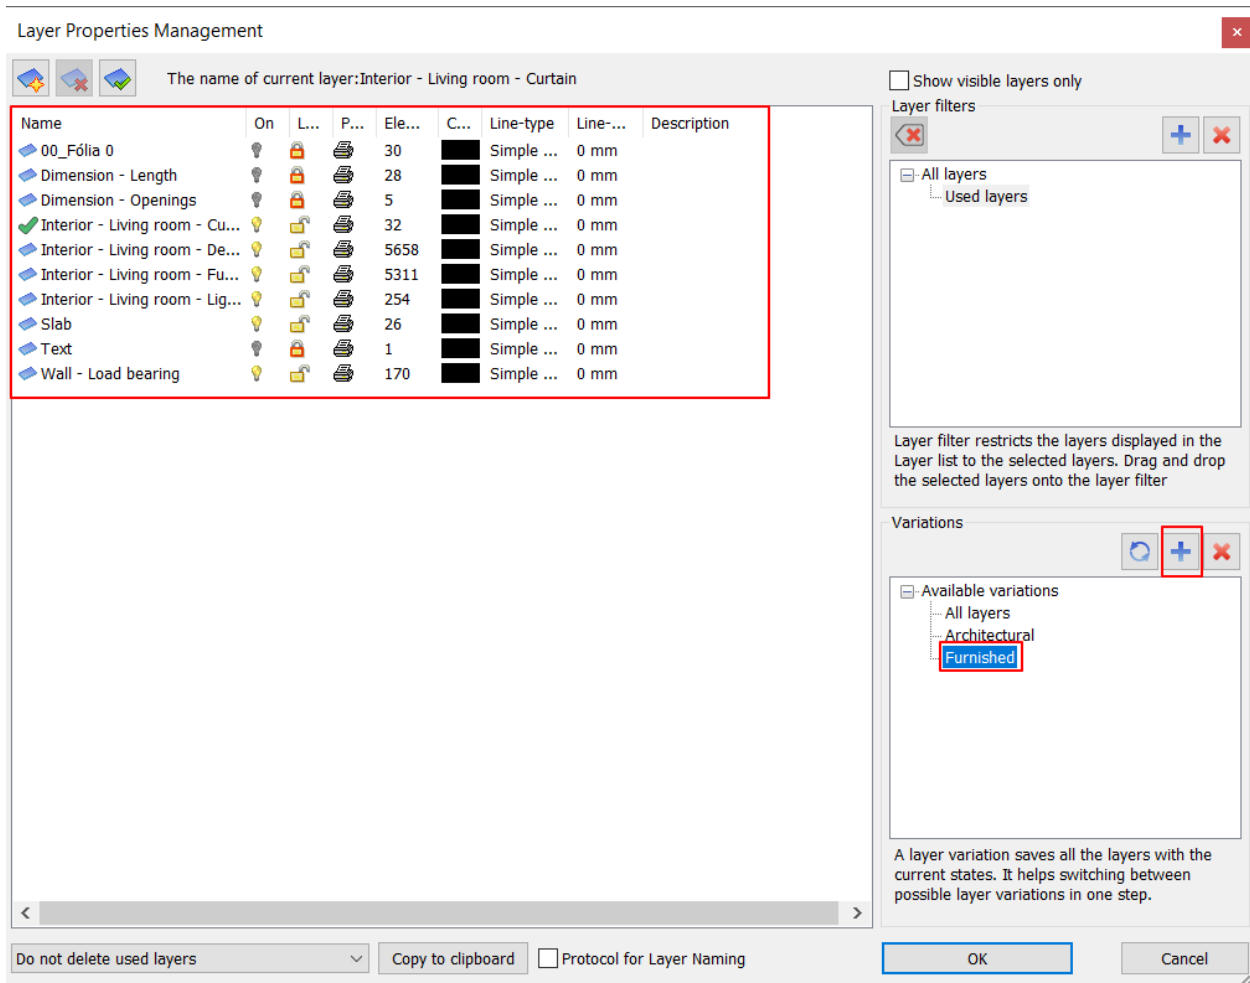 Layer Properties Management
The name of current layer:Interior - Living room - Curtain
Show visible layers only
Name On L... P... Ele... C... Line-type Line-... Description
00_Fólia 0 30 Simple ... 0 mm
Dimension - Length 28 Simple ... 0 mm
Dimension - Openings 5 Simple ... 0 mm
Interior - Living room - Cu... 32 Simple ... 0 mm
Interior - Living room - De... 5658 Simple ... 0 mm
Interior - Living room - Fu... 5311 Simple ... 0 mm
Interior - Living room - Lig... 254 Simple ... 0 mm
Slab 26 Simple ... 0 mm
Text 1 Simple ... 0 mm
Wall - Load bearing 170 Simple ... 0 mm
Layer filters
All layers
Used layers
Layer filter restricts the layers displayed in the
Layer list to the selected layers. Drag and drop
the selected layers onto the layer filter
Variations
Available variations
All layers
Architectural
Furnished
A layer variation saves all the layers with the
current states. It helps switching between
possible layer variations in one step.
Do not delete used layers
Copy to clipboard
Protocol for Layer Naming
OK
Cancel